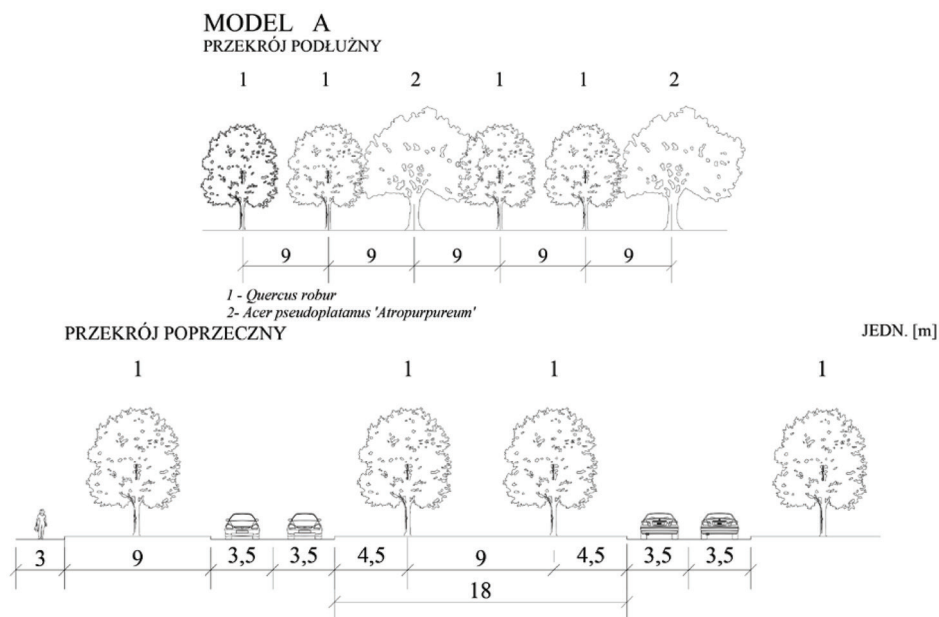 MODEL A
PRZEKRÓJ PODŁUŻNY
1 1 2 1 1 2
9 9 9 9 9
1 - Quercus robur
2- Acer pseudoplatanus 'Atropurpureum'
PRZEKRÓJ POPRZECZNY JEDN. [m]
1 1 1 1
3 9 3,5 3,5 4,5 9 4,5 3,5 3,5
18